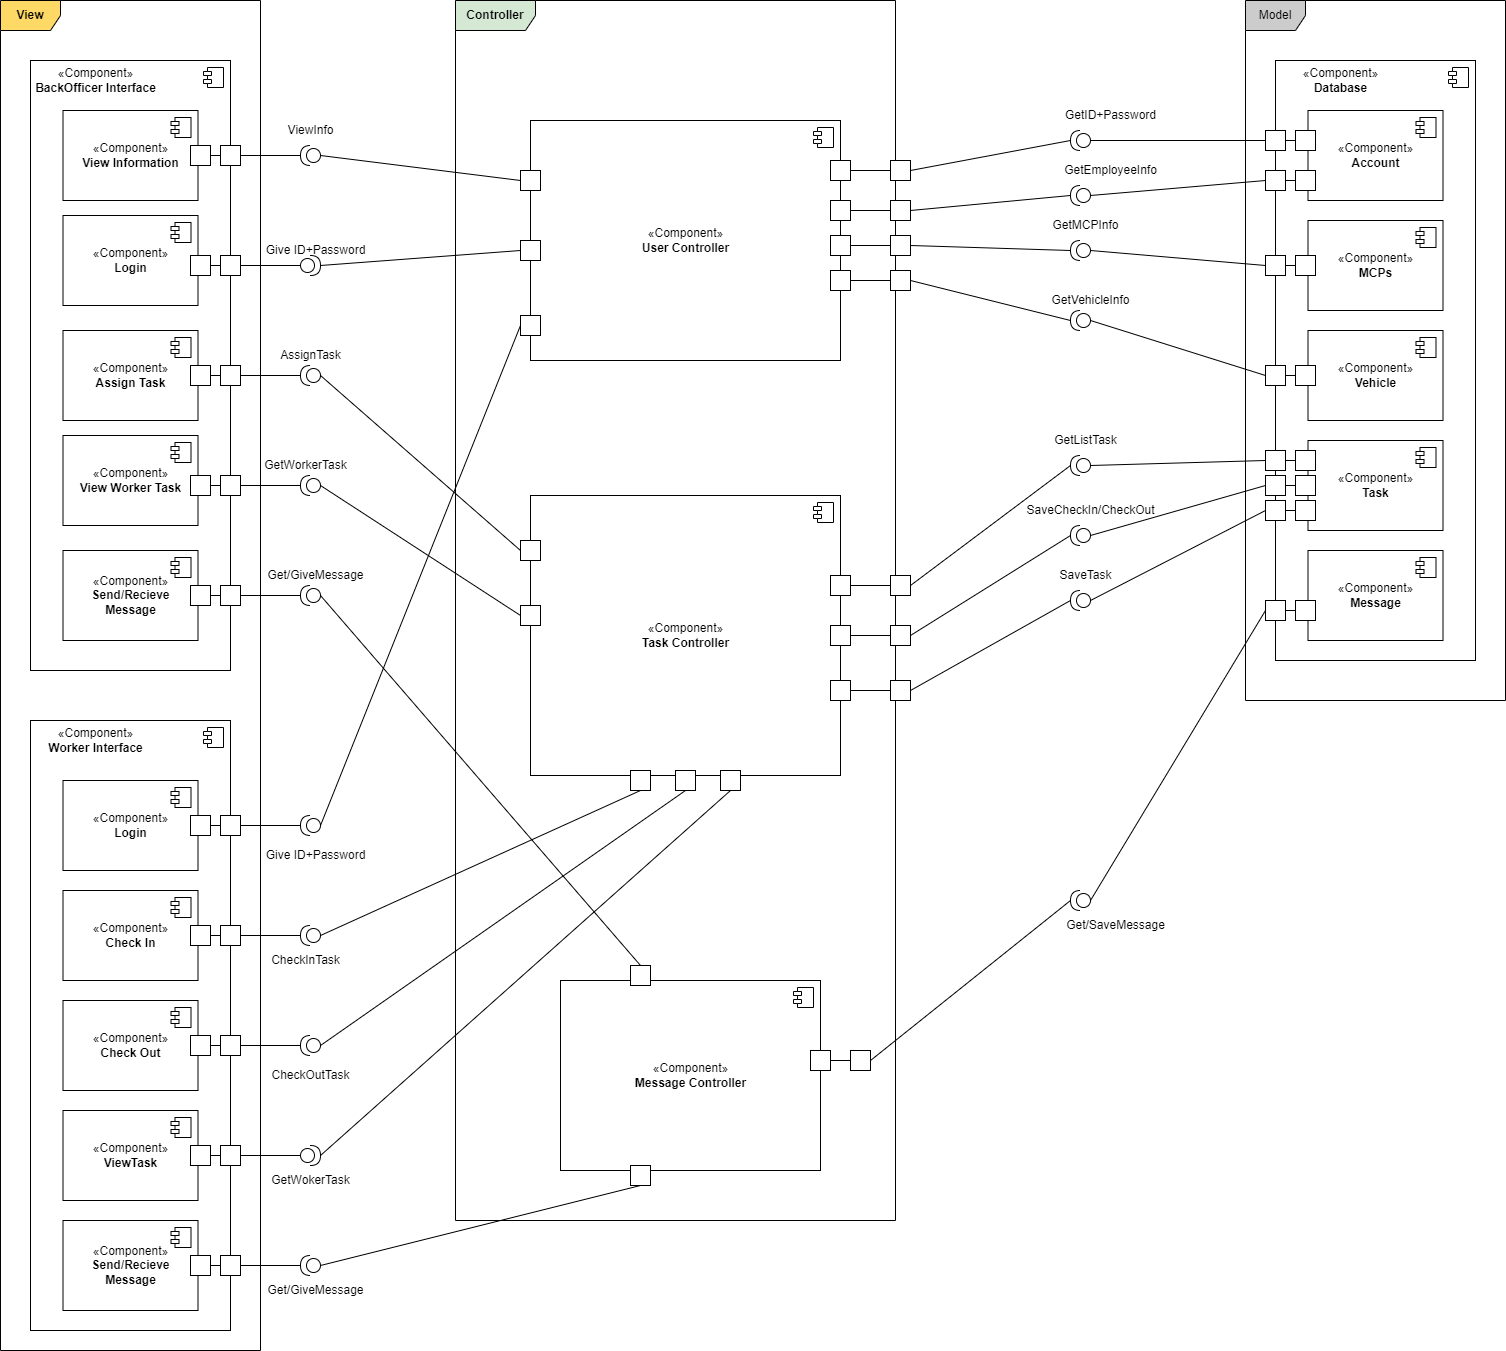 View
«Component»
BackOfficer Interface
«Component»
View Information
ViewInfo
«Component»
Login
Give ID+Password
«Component»
Assign Task
AssignTask
«Component»
View Worker Task
GetWorkerTask
«Component»
Send/Recieve
Message
Get/GiveMessage
«Component»
Worker Interface
«Component»
Login
Give ID+Password
«Component»
Check In
CheckInTask
«Component»
Check Out
CheckOutTask
«Component»
ViewTask
GetWokerTask
«Component»
Send/Recieve
Message
Get/GiveMessage
Controller
«Component»
User Controller
«Component»
Task Controller
«Component»
Message Controller
GetID+Password
GetEmployeeInfo
GetMCPInfo
GetVehicleInfo
GetListTask
SaveCheckIn/CheckOut
SaveTask
Get/SaveMessage
Model
«Component»
Database
«Component»
Account
«Component»
MCPs
«Component»
Vehicle
«Component»
Task
«Component»
Message